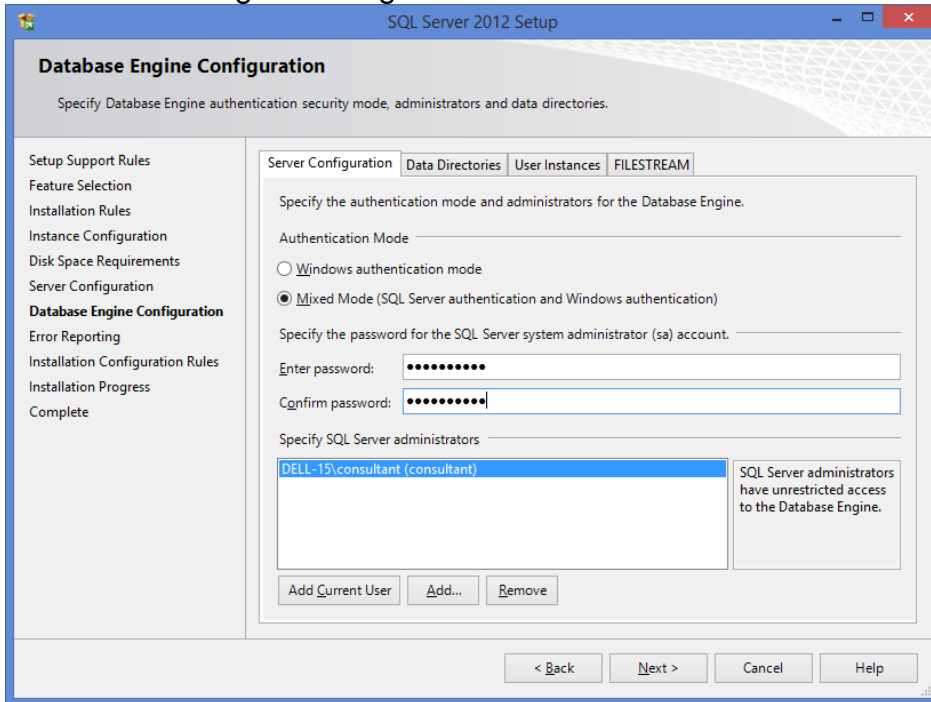 SQL Server 2012 Setup
Database Engine Configuration
Specify Database Engine authentication security mode, administrators and data directories.
Setup Support Rules
Feature Selection
Installation Rules
Instance Configuration
Disk Space Requirements
Server Configuration
Database Engine Configuration
Error Reporting
Installation Configuration Rules
Installation Progress
Complete
Server Configuration Data Directories User Instances FILESTREAM
Specify the authentication mode and administrators for the Database Engine.
Authentication Mode
Windows authentication mode
Mixed Mode (SQL Server authentication and Windows authentication)
Specify the password for the SQL Server system administrator (sa) account.
Enter password: ●●●●●●●●●●
Confirm password: ●●●●●●●●●●
Specify SQL Server administrators
DELL-15\consultant (consultant)
SQL Server administrators
have unrestricted access
to the Database Engine.
Add Current User Add... Remove
< Back Next > Cancel Help